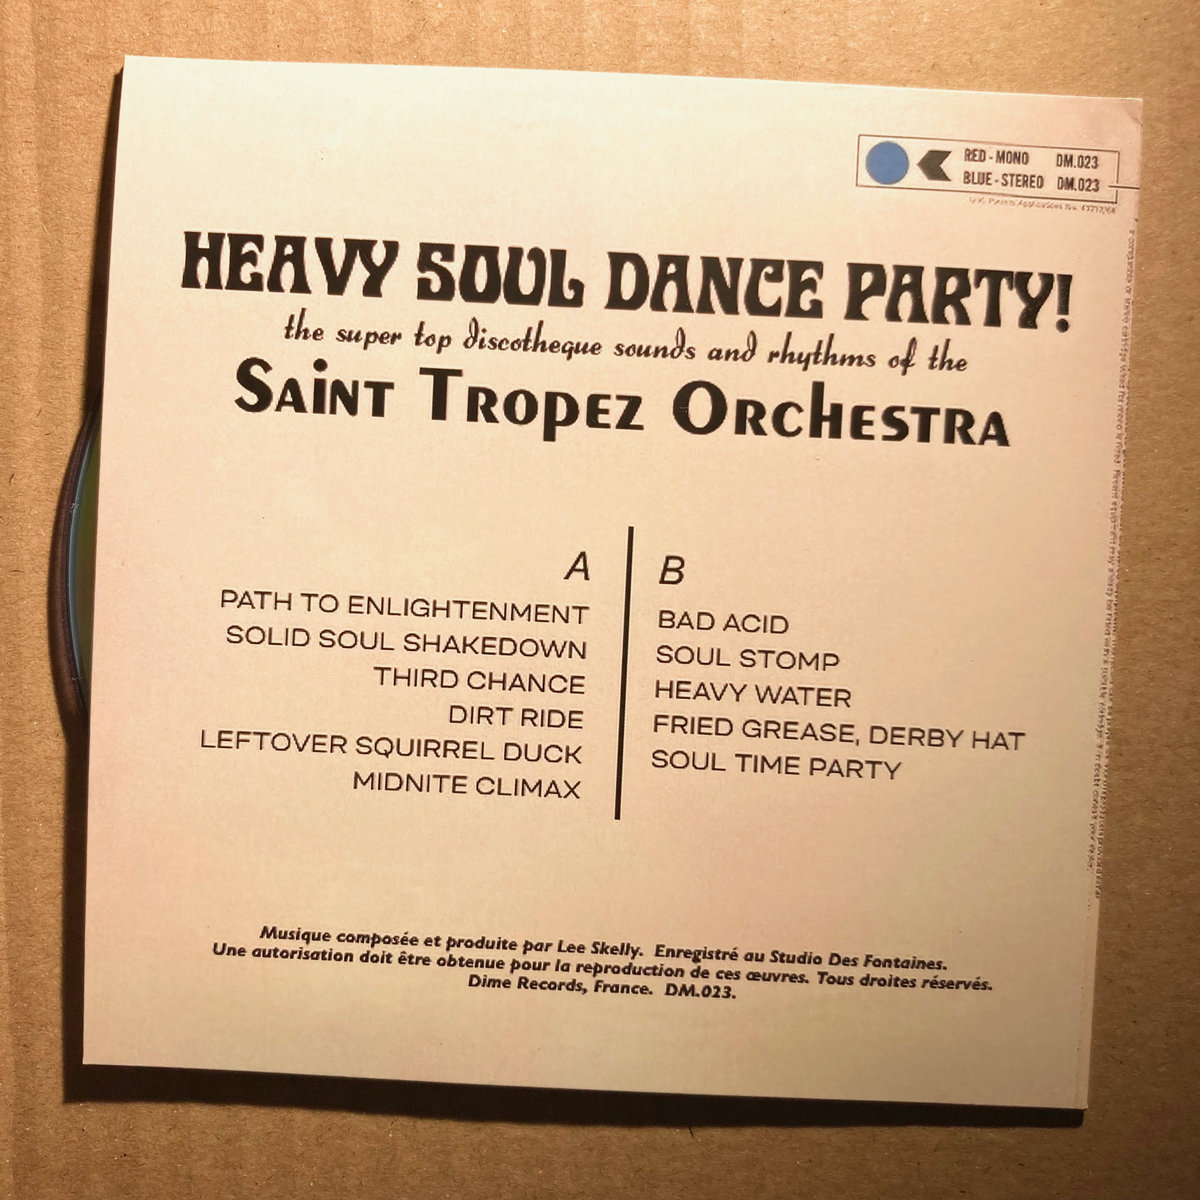 RED - MONO DM.023
BLUE - STEREO DM.023
HEAVY SOUL DANCE PARTY!
the super top discotheque sounds and rhythms of the
SAINT TROPEZ ORCHESTRA
A
PATH TO ENLIGHTENMENT
SOLID SOUL SHAKEDOWN
THIRD CHANCE
DIRT RIDE
LEFTOVER SQUIRREL DUCK
MIDNITE CLIMAX
B
BAD ACID
SOUL STOMP
HEAVY WATER
FRIED GREASE, DERBY HAT
SOUL TIME PARTY
Musique composée et produite par Lee Skelly. Enregistré au Studio Des Fontaines.
Une autorisation doit être obtenue pour la reproduction de ces œuvres. Tous droites réservés.
Dime Records, France. DM.023.